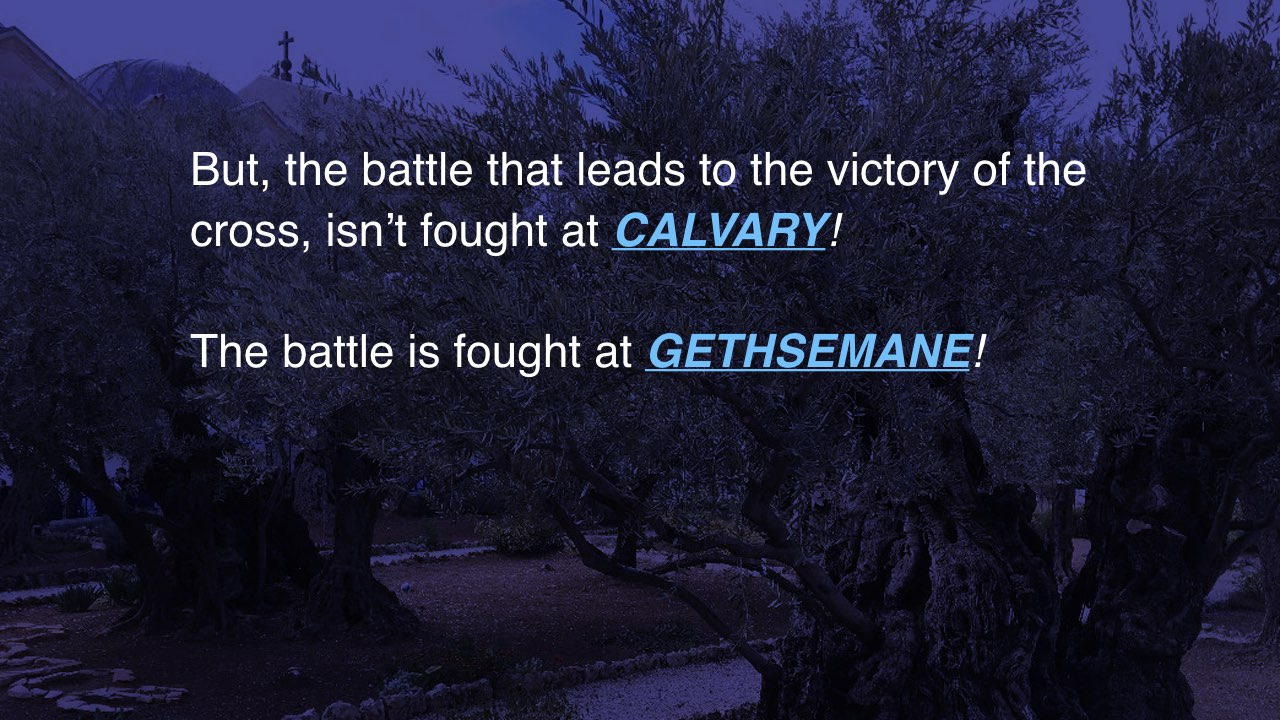 But, the battle that leads to the victory of the
cross, isn’t fought at CALVARY!
The battle is fought at GETHSEMANE!